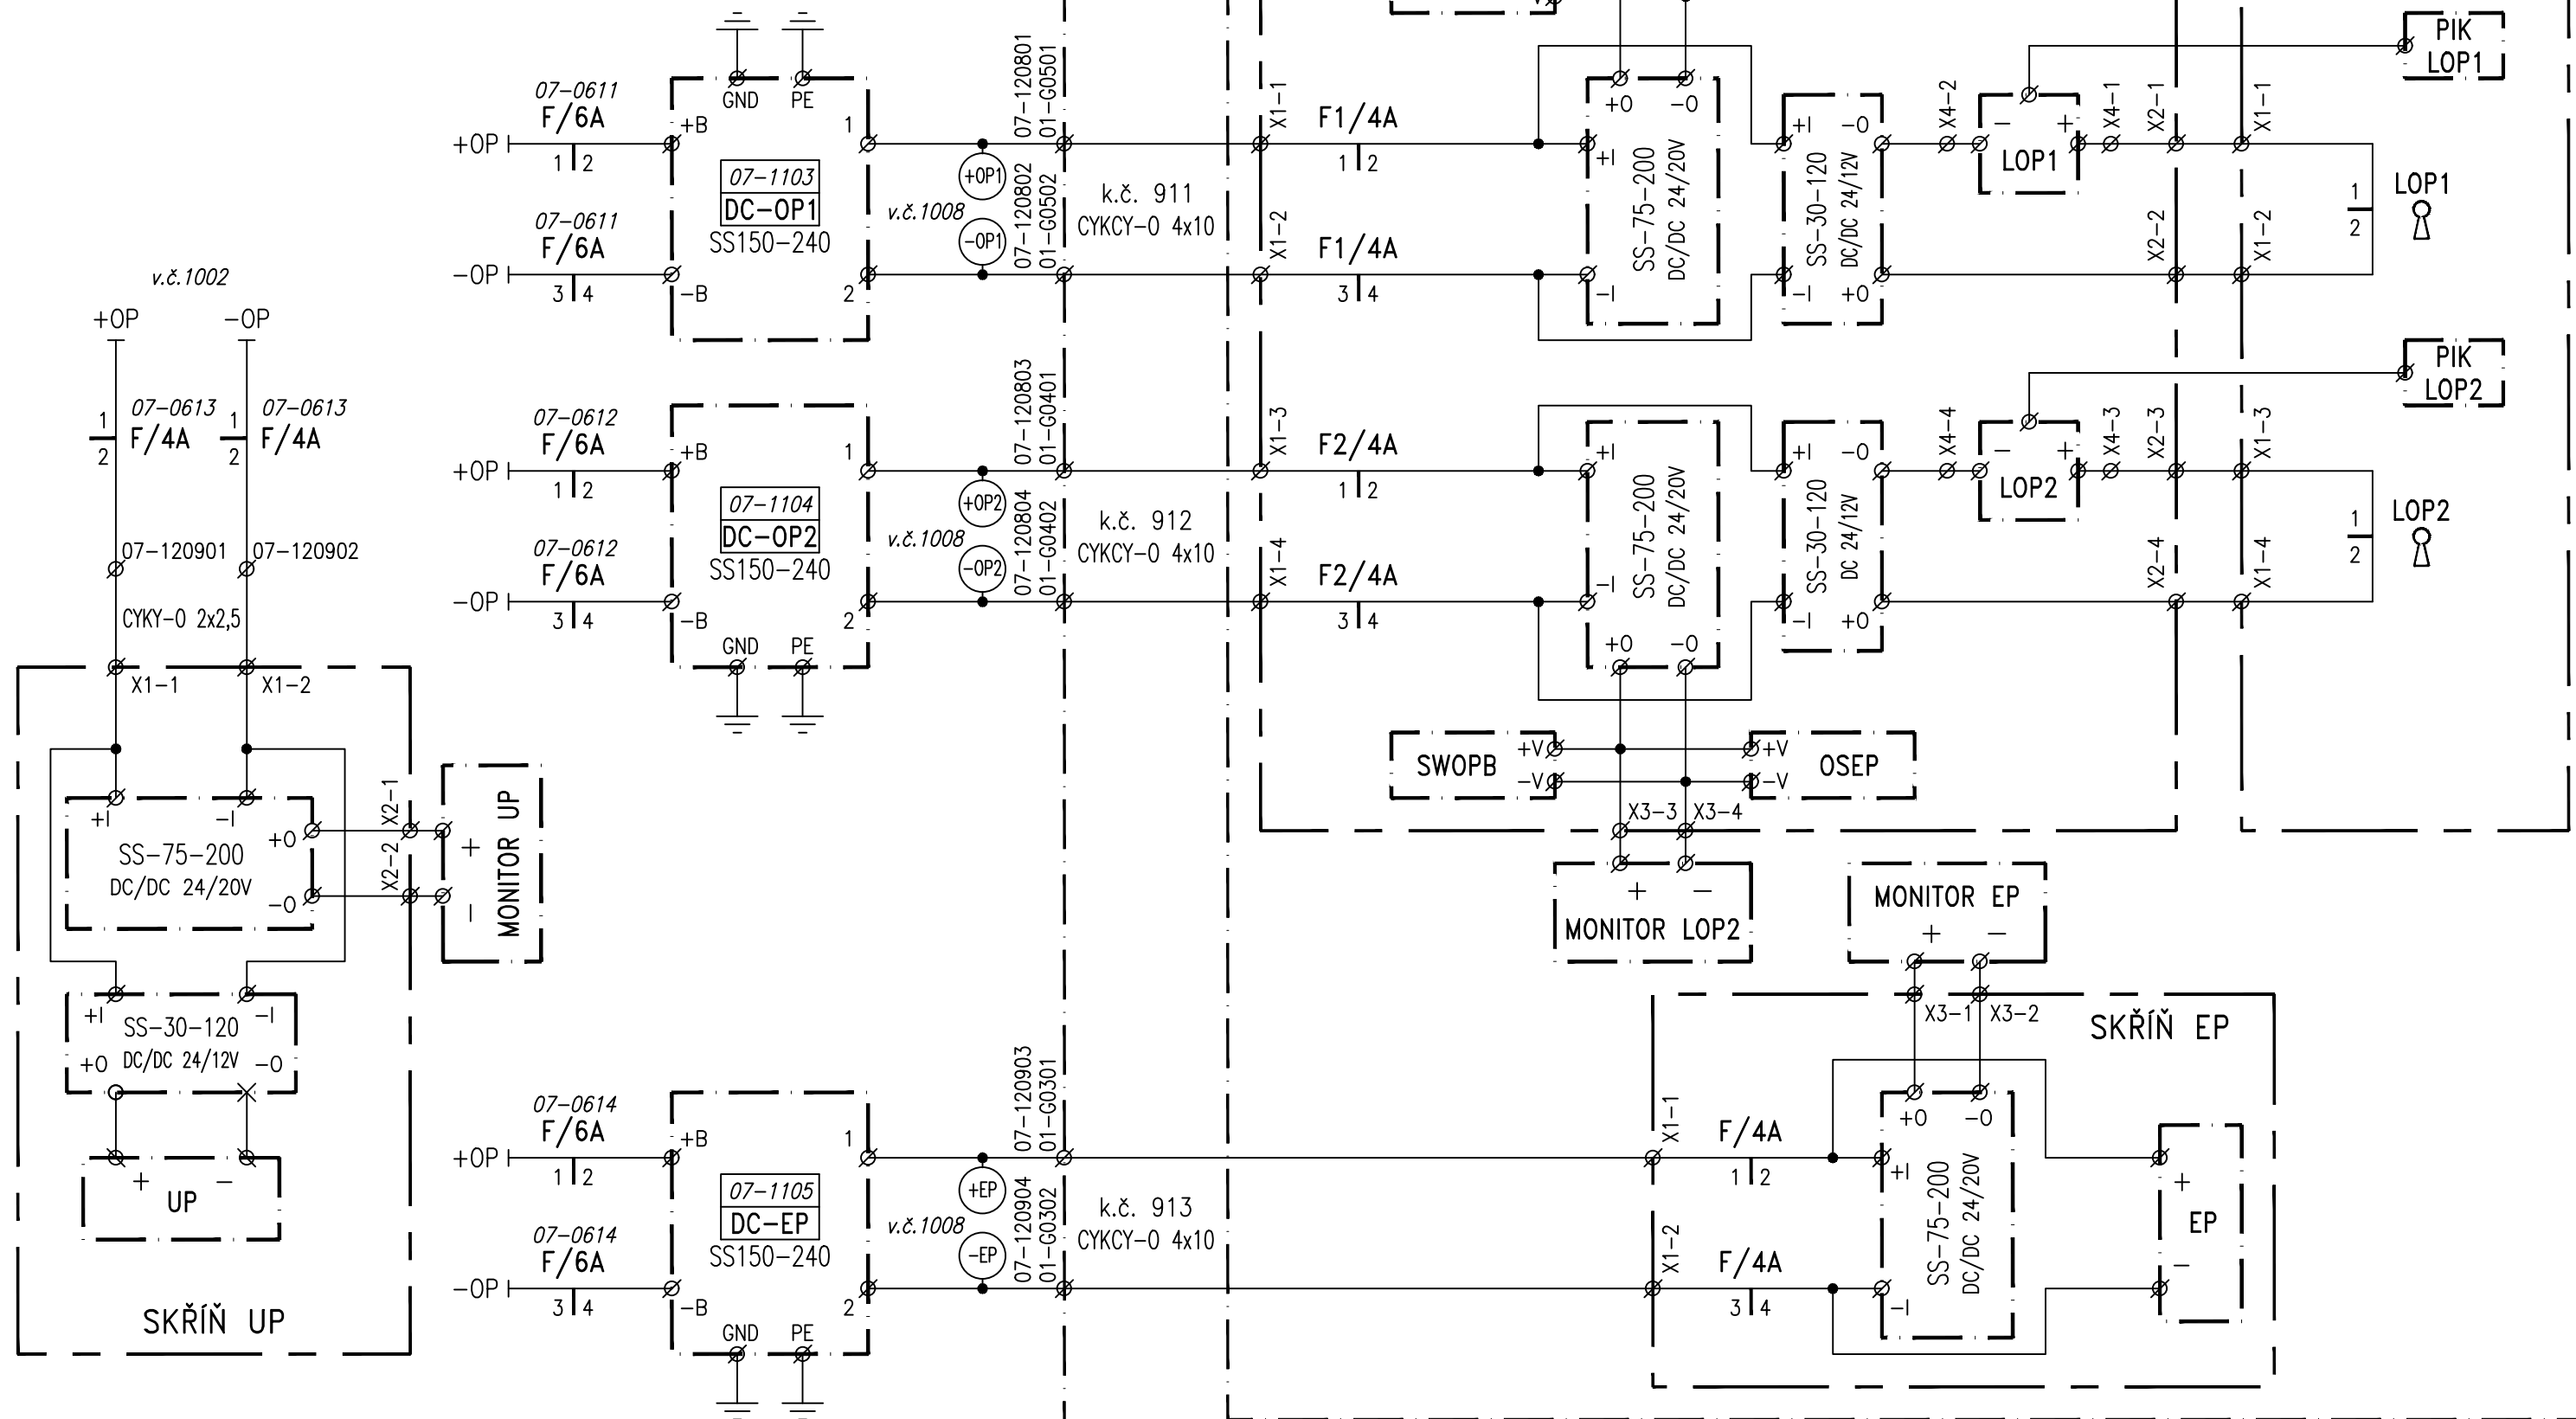 v.č.1002
+OP
-OP
1
2
07-0613
F/4A
1
2
07-0613
F/4A
07-120901
07-120902
CYKY-O 2x2,5
X1-1
X1-2
+I
-I
+O
SS-75-200
DC/DC 24/20V
-O
X2-1
X2-2
+
-
MONITOR UP
+I
-I
SS-30-120
+O
DC/DC 24/12V
-O
+
-
UP
SKŘÍŇ UP
+OP
07-0611
F/6A
1
2
-OP
07-0611
F/6A
3
4
GND
PE
+B
1
07-1103
DC-OP1
SS150-240
-B
2
v.č.1008
+OP1
-OP1
07-120801
01-G0501
07-120802
01-G0502
k.č. 911
CYKCY-O 4x10
X1-1
X1-2
F1/4A
1
2
F1/4A
3
4
+V
+O
-O
+I
-I
SS-75-200
DC/DC 24/20V
+I
-O
SS-30-120
DC/DC 24/12V
-I
+O
X4-2
-
+
LOP1
X4-1
X2-1
X1-1
X2-2
X1-2
1
2
LOP1
PIK
LOP1
+OP
07-0612
F/6A
1
2
-OP
07-0612
F/6A
3
4
+B
1
07-1104
DC-OP2
SS150-240
-B
2
GND
PE
v.č.1008
+OP2
-OP2
07-120803
01-G0401
07-120804
01-G0402
k.č. 912
CYKCY-O 4x10
X1-3
X1-4
F2/4A
1
2
F2/4A
3
4
+I
-I
SS-75-200
DC/DC 24/20V
+O
-O
+I
-O
SS-30-120
DC 24/12V
-I
+O
X4-4
-
+
LOP2
X4-3
X2-3
X1-3
X2-4
X1-4
1
2
LOP2
PIK
LOP2
SWOPB
+V
-V
+V
-V
OSEP
X3-3
X3-4
+
-
MONITOR LOP2
MONITOR EP
+
-
X3-1
X3-2
SKŘÍŇ EP
+OP
07-0614
F/6A
1
2
-OP
07-0614
F/6A
3
4
+B
1
07-1105
DC-EP
SS150-240
-B
2
GND
PE
v.č.1008
+EP
-EP
07-120903
01-G0301
07-120904
01-G0302
k.č. 913
CYKCY-O 4x10
X1-1
X1-2
F/4A
1
2
F/4A
3
4
+O
-O
+I
-I
SS-75-200
DC/DC 24/20V
+
EP
-